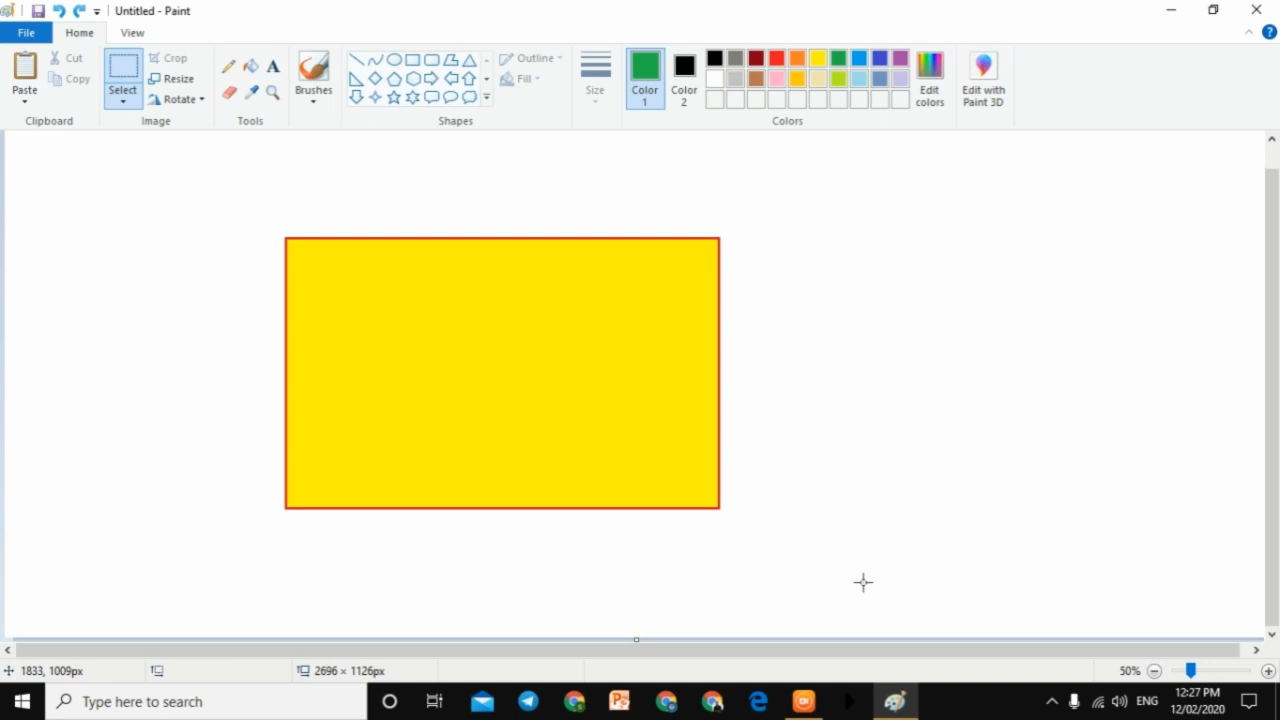 Untitled - Paint
File
Home
View
Paste
Cut
Copy
Clipboard
Select
Crop
Resize
Rotate
Image
A
Tools
Brushes
Outline
Fill
Shapes
Size
Color 1
Color 2
Edit colors
Edit with Paint 3D
Colors
1833, 1009px
2696 × 1126px
50%
Type here to search
ENG
12:27 PM
12/02/2020